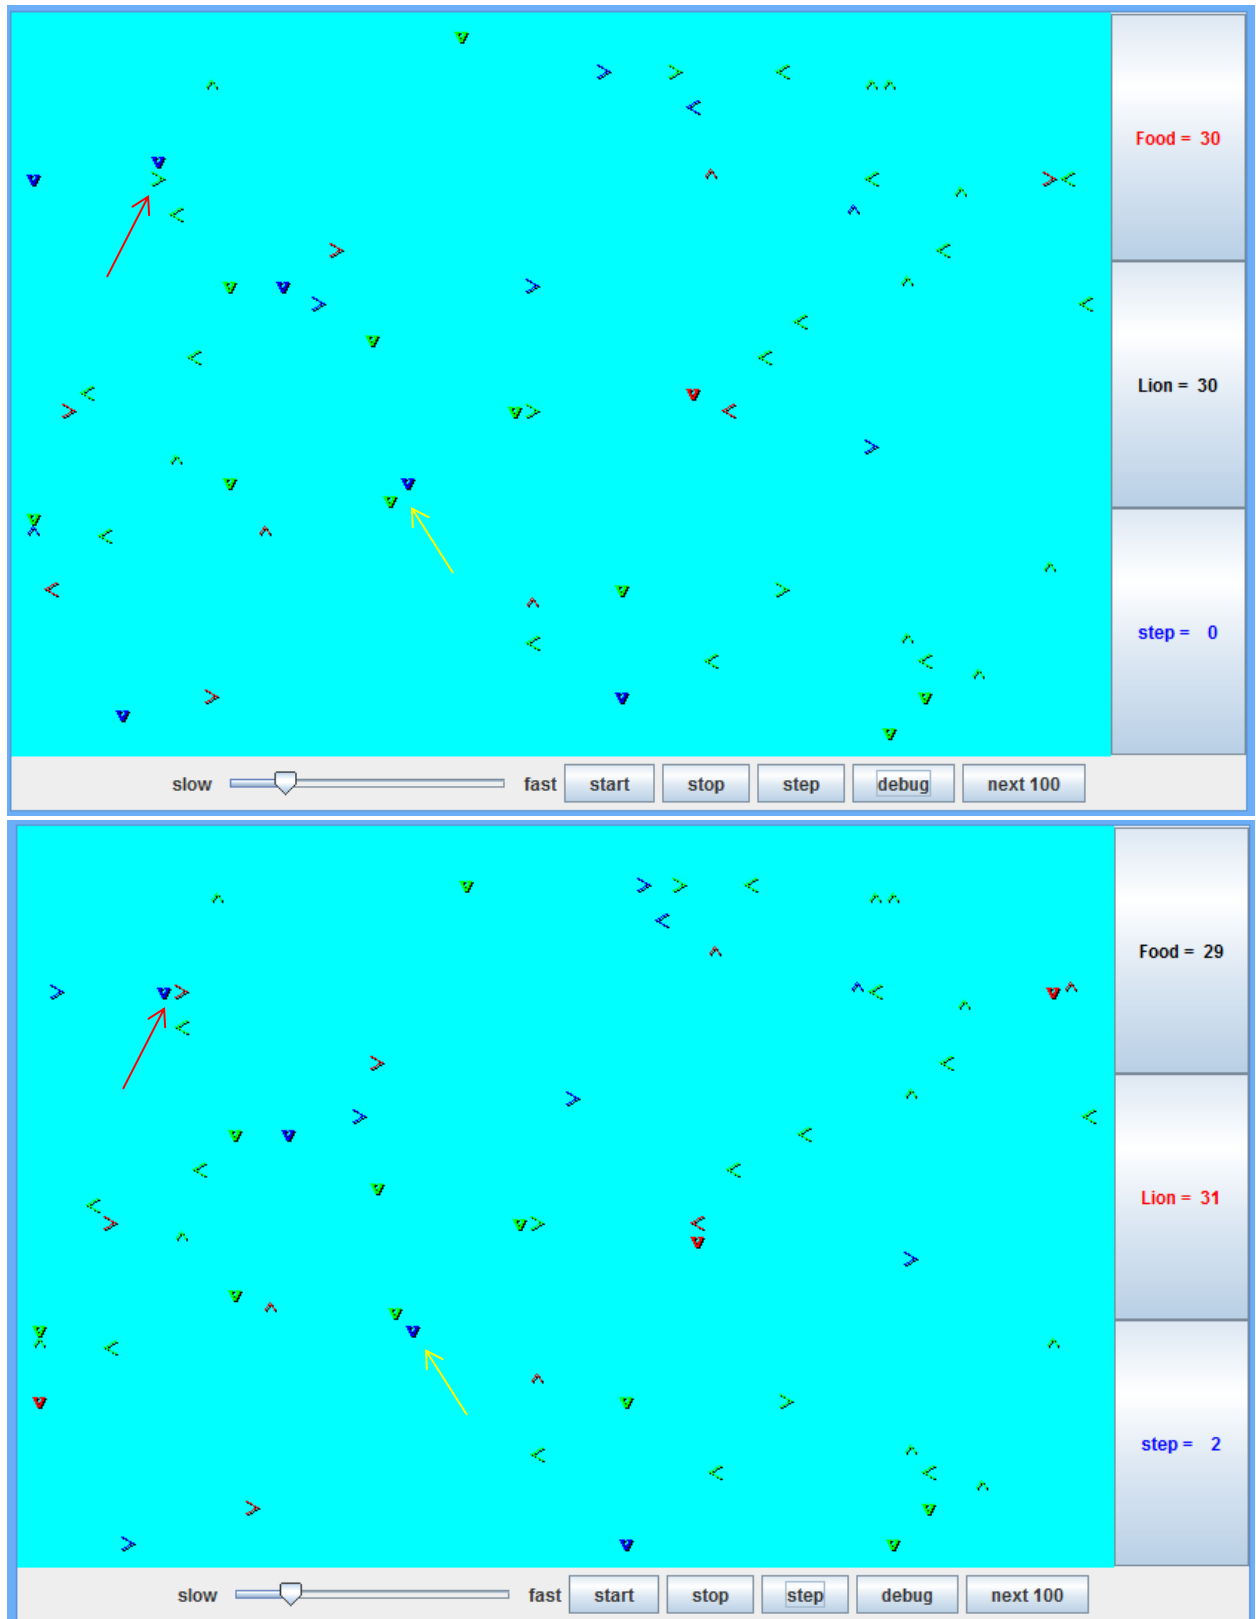 Food = 30
Lion = 30
step = 0
slow fast start stop step debug next 100
Food = 29
Lion = 31
step = 2
slow fast start stop step debug next 100